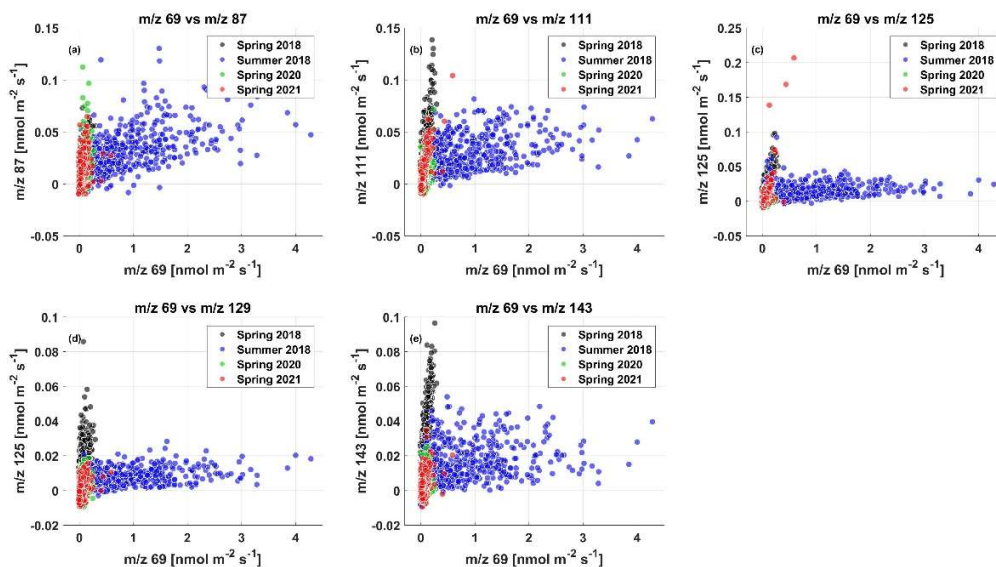 m/z 69 vs m/z 87
(a)
Spring 2018
Summer 2018
Spring 2020
Spring 2021
0.15
0.1
0.05
0
-0.05
m/z 87 [nmol m⁻² s⁻¹]
0 1 2 3 4
m/z 69 [nmol m⁻² s⁻¹]
m/z 69 vs m/z 111
(b)
Spring 2018
Summer 2018
Spring 2020
Spring 2021
0.15
0.1
0.05
0
-0.05
m/z 111 [nmol m⁻² s⁻¹]
0 1 2 3 4
m/z 69 [nmol m⁻² s⁻¹]
m/z 69 vs m/z 125
(c)
Spring 2018
Summer 2018
Spring 2020
Spring 2021
0.25
0.2
0.15
0.1
0.05
0
-0.05
m/z 125 [nmol m⁻² s⁻¹]
0 1 2 3 4
m/z 69 [nmol m⁻² s⁻¹]
m/z 69 vs m/z 129
(d)
Spring 2018
Summer 2018
Spring 2020
Spring 2021
0.1
0.08
0.06
0.04
0.02
0
-0.02
m/z 125 [nmol m⁻² s⁻¹]
0 1 2 3 4
m/z 69 [nmol m⁻² s⁻¹]
m/z 69 vs m/z 143
(e)
Spring 2018
Summer 2018
Spring 2020
Spring 2021
0.1
0.08
0.06
0.04
0.02
0
-0.02
m/z 143 [nmol m⁻² s⁻¹]
0 1 2 3 4
m/z 69 [nmol m⁻² s⁻¹]